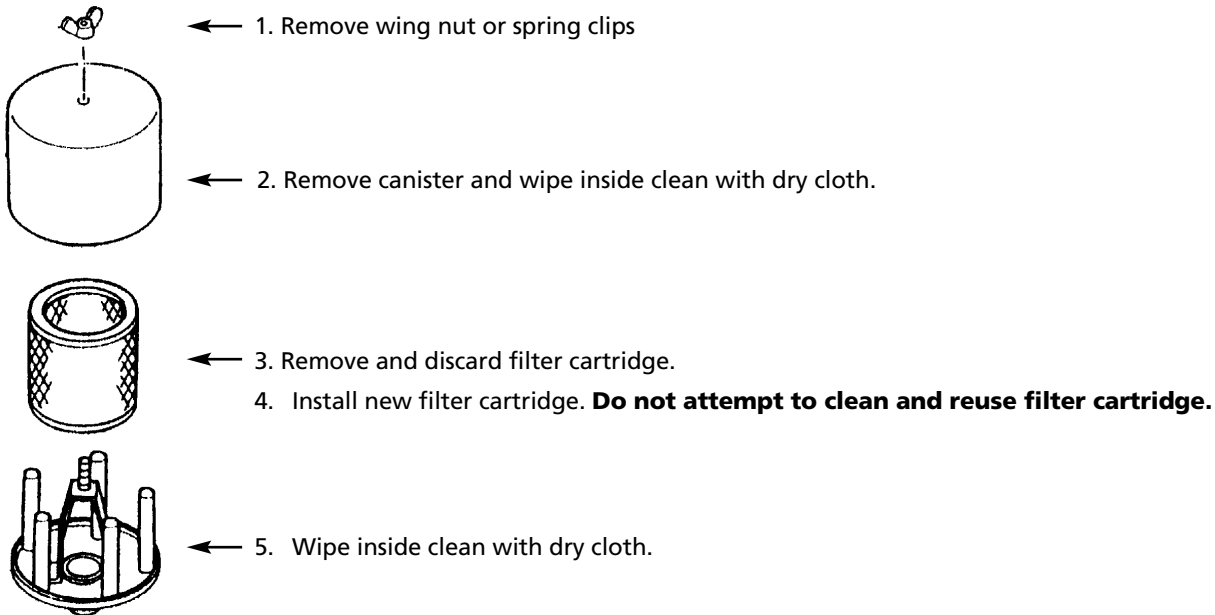 1. Remove wing nut or spring clips
2. Remove canister and wipe inside clean with dry cloth.
3. Remove and discard filter cartridge.
4. Install new filter cartridge. Do not attempt to clean and reuse filter cartridge.
5. Wipe inside clean with dry cloth.